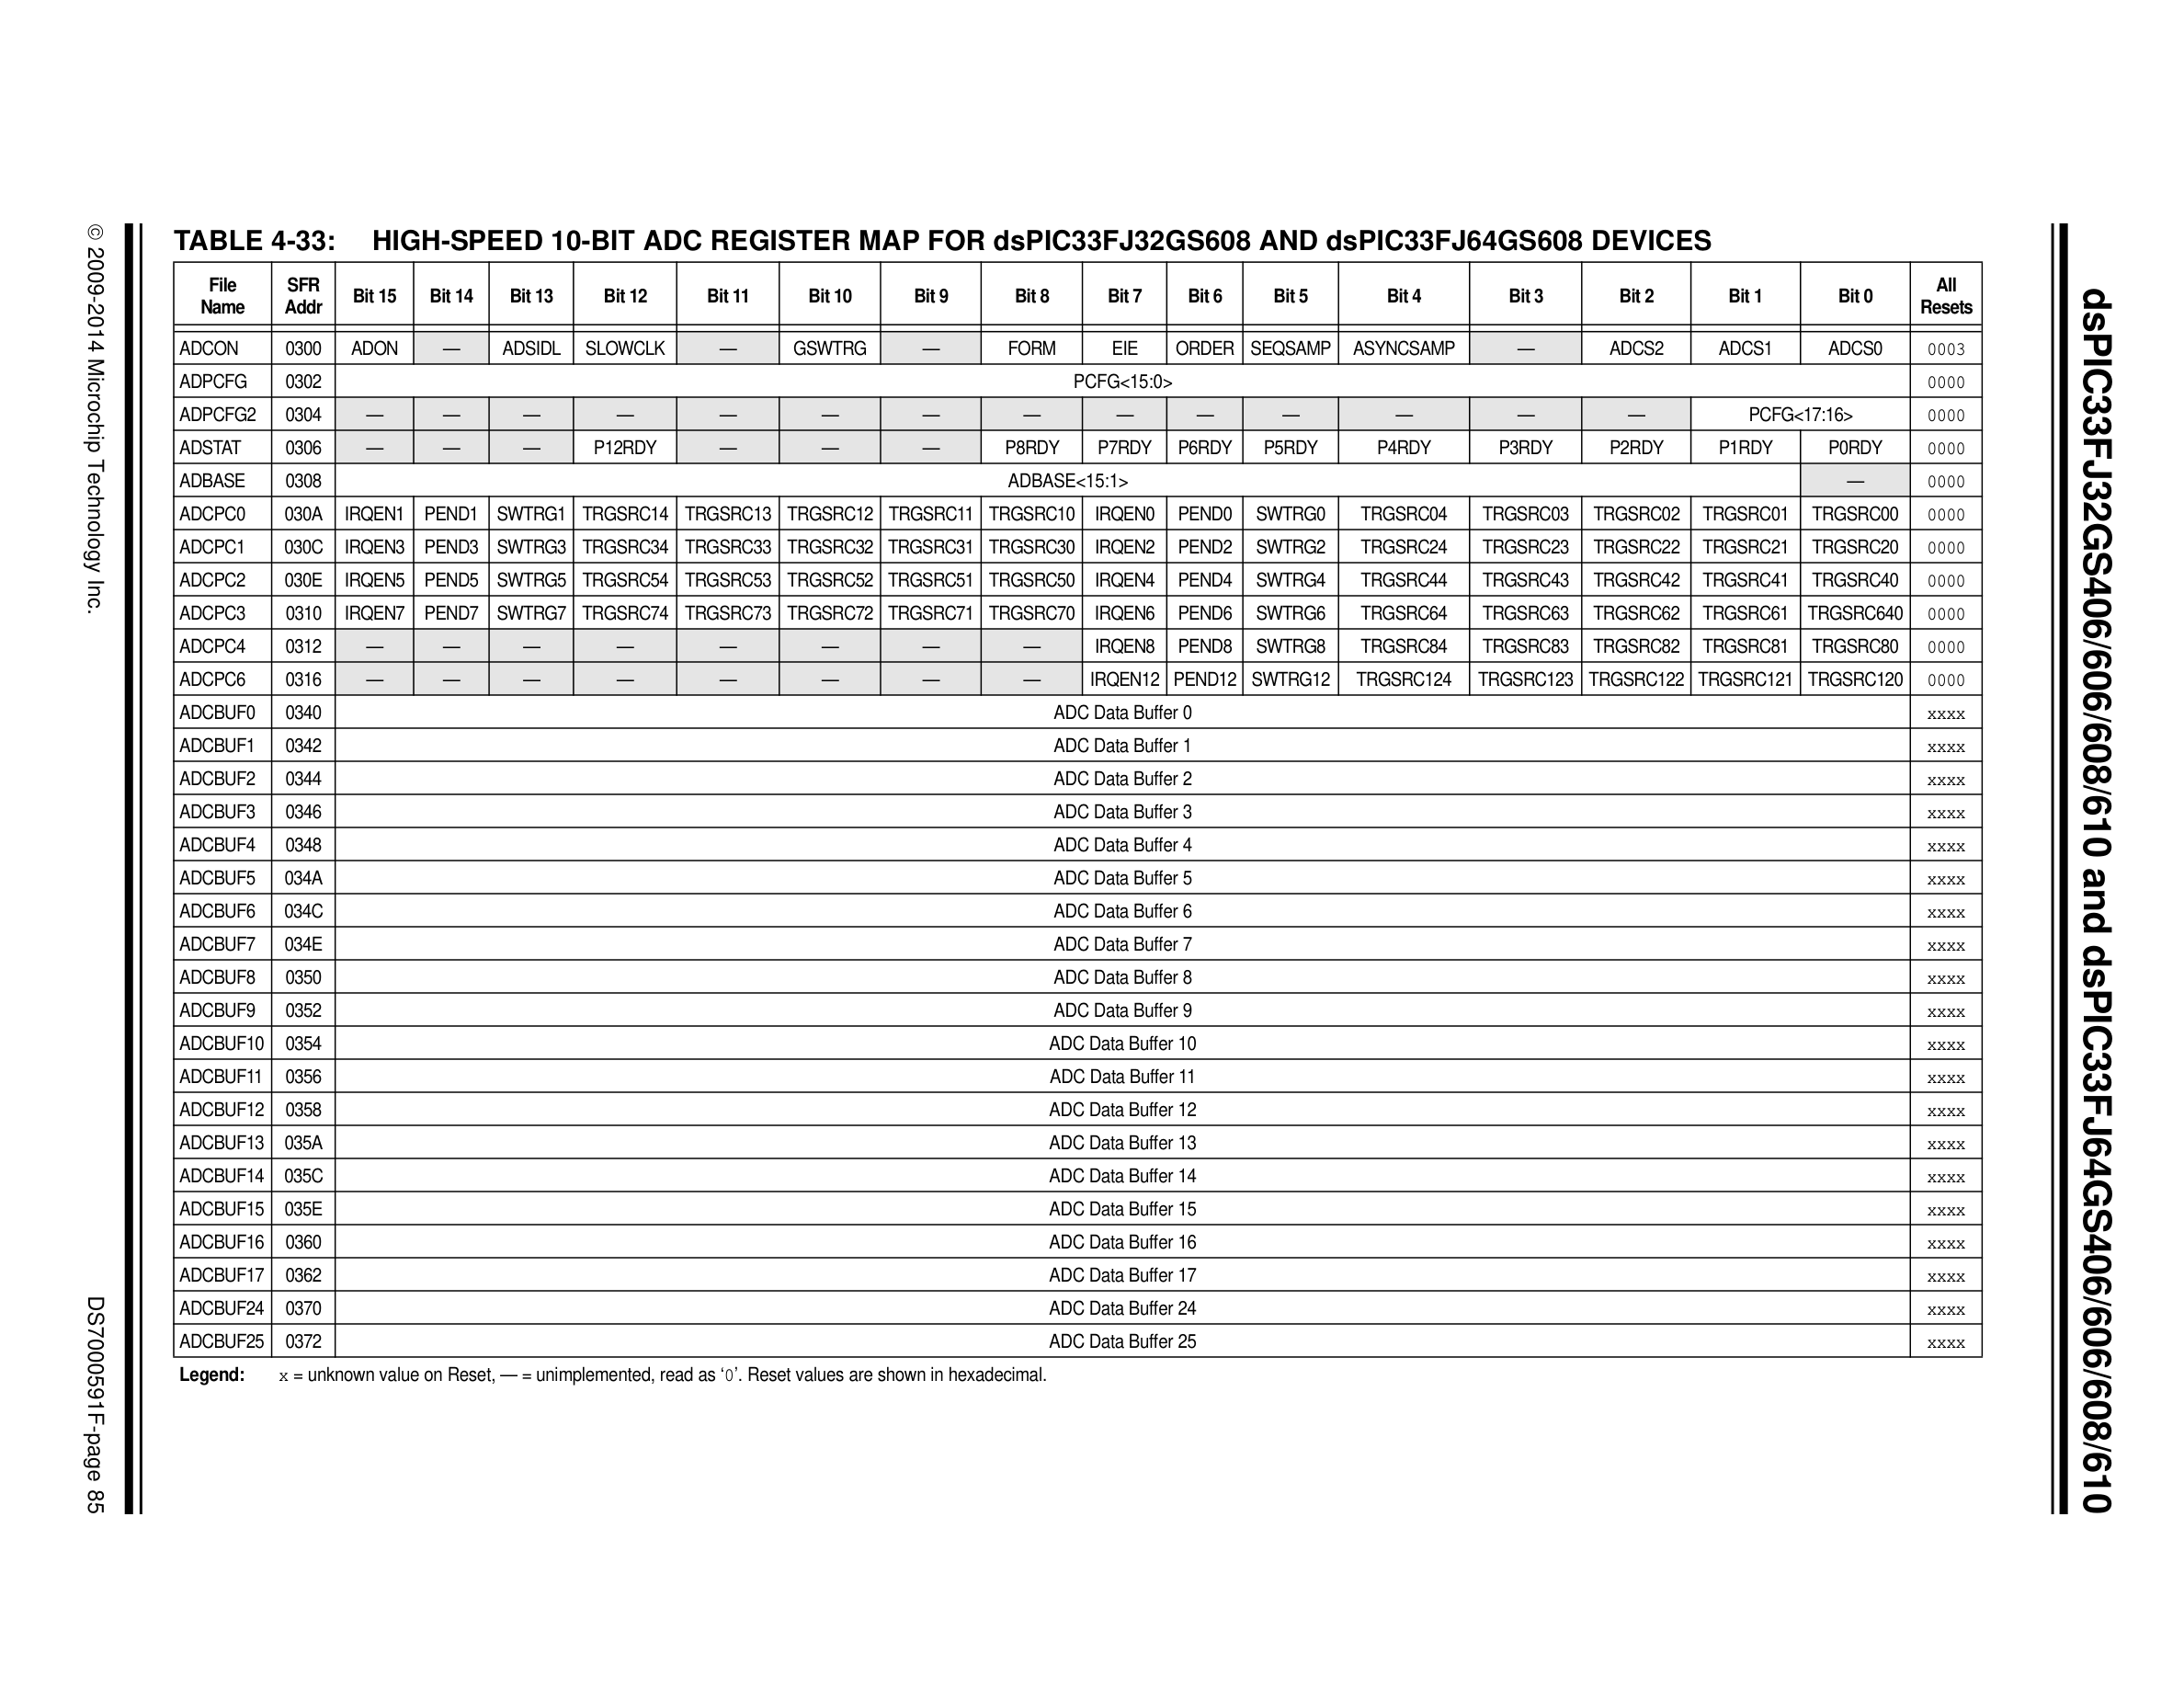 TABLE 4-33: HIGH-SPEED 10-BIT ADC REGISTER MAP FOR dsPIC33FJ32GS608 AND dsPIC33FJ64GS608 DEVICES
File Name SFR Addr Bit 15 Bit 14 Bit 13 Bit 12 Bit 11 Bit 10 Bit 9 Bit 8 Bit 7 Bit 6 Bit 5 Bit 4 Bit 3 Bit 2 Bit 1 Bit 0 All Resets
ADCON 0300 ADON — ADSIDL SLOWCLK — GSWTRG — FORM EIE ORDER SEQSAMP ASYNCSAMP — ADCS2 ADCS1 ADCS0 0003
ADPCFG 0302 PCFG<15:0> 0000
ADPCFG2 0304 — — — — — — — — — — — — — — PCFG<17:16> 0000
ADSTAT 0306 — — — P12RDY — — — P8RDY P7RDY P6RDY P5RDY P4RDY P3RDY P2RDY P1RDY P0RDY 0000
ADBASE 0308 ADBASE<15:1> — 0000
ADCPC0 030A IRQEN1 PEND1 SWTRG1 TRGSRC14 TRGSRC13 TRGSRC12 TRGSRC11 TRGSRC10 IRQEN0 PEND0 SWTRG0 TRGSRC04 TRGSRC03 TRGSRC02 TRGSRC01 TRGSRC00 0000
ADCPC1 030C IRQEN3 PEND3 SWTRG3 TRGSRC34 TRGSRC33 TRGSRC32 TRGSRC31 TRGSRC30 IRQEN2 PEND2 SWTRG2 TRGSRC24 TRGSRC23 TRGSRC22 TRGSRC21 TRGSRC20 0000
ADCPC2 030E IRQEN5 PEND5 SWTRG5 TRGSRC54 TRGSRC53 TRGSRC52 TRGSRC51 TRGSRC50 IRQEN4 PEND4 SWTRG4 TRGSRC44 TRGSRC43 TRGSRC42 TRGSRC41 TRGSRC40 0000
ADCPC3 0310 IRQEN7 PEND7 SWTRG7 TRGSRC74 TRGSRC73 TRGSRC72 TRGSRC71 TRGSRC70 IRQEN6 PEND6 SWTRG6 TRGSRC64 TRGSRC63 TRGSRC62 TRGSRC61 TRGSRC640 0000
ADCPC4 0312 — — — — — — — — IRQEN8 PEND8 SWTRG8 TRGSRC84 TRGSRC83 TRGSRC82 TRGSRC81 TRGSRC80 0000
ADCPC6 0316 — — — — — — — — IRQEN12 PEND12 SWTRG12 TRGSRC124 TRGSRC123 TRGSRC122 TRGSRC121 TRGSRC120 0000
ADCBUF0 0340 ADC Data Buffer 0 xxxx
ADCBUF1 0342 ADC Data Buffer 1 xxxx
ADCBUF2 0344 ADC Data Buffer 2 xxxx
ADCBUF3 0346 ADC Data Buffer 3 xxxx
ADCBUF4 0348 ADC Data Buffer 4 xxxx
ADCBUF5 034A ADC Data Buffer 5 xxxx
ADCBUF6 034C ADC Data Buffer 6 xxxx
ADCBUF7 034E ADC Data Buffer 7 xxxx
ADCBUF8 0350 ADC Data Buffer 8 xxxx
ADCBUF9 0352 ADC Data Buffer 9 xxxx
ADCBUF10 0354 ADC Data Buffer 10 xxxx
ADCBUF11 0356 ADC Data Buffer 11 xxxx
ADCBUF12 0358 ADC Data Buffer 12 xxxx
ADCBUF13 035A ADC Data Buffer 13 xxxx
ADCBUF14 035C ADC Data Buffer 14 xxxx
ADCBUF15 035E ADC Data Buffer 15 xxxx
ADCBUF16 0360 ADC Data Buffer 16 xxxx
ADCBUF17 0362 ADC Data Buffer 17 xxxx
ADCBUF24 0370 ADC Data Buffer 24 xxxx
ADCBUF25 0372 ADC Data Buffer 25 xxxx
Legend: x = unknown value on Reset, — = unimplemented, read as ‘0’. Reset values are shown in hexadecimal.
© 2009-2014 Microchip Technology Inc.
DS70000591F-page 85
dsPIC33FJ32GS406/606/608/610 and dsPIC33FJ64GS406/606/608/610